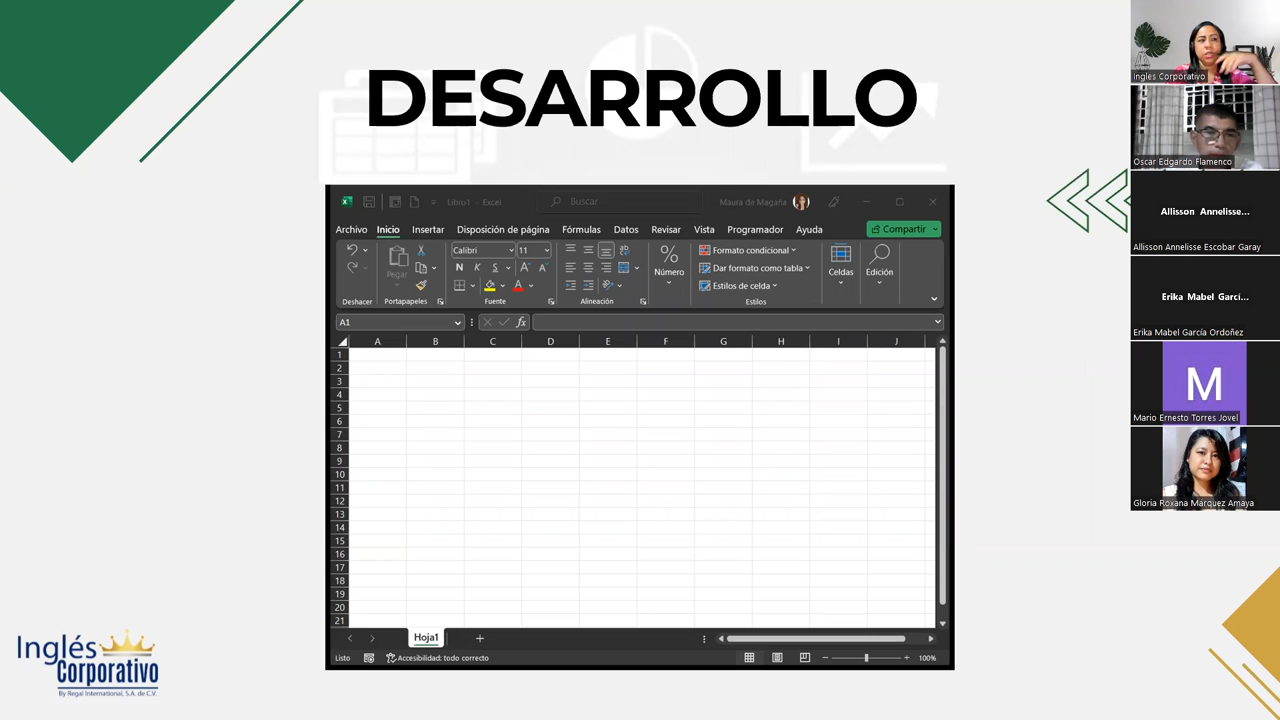 DESARROLLO
Libro1 - Excel
Buscar
Maura de Magaña
Archivo Inicio Insertar Disposición de página Fórmulas Datos Revisar Vista Programador Ayuda
Compartir
Pegar
Calibri 11
N K S
A A
A
%
Número
Formato condicional
Dar formato como tabla
Estilos de celda
Celdas
Edición
Deshacer Portapapeles Fuente Alineación Estilos
A1
fx
A B C D E F G H I J
1
2
3
4
5
6
7
8
9
10
11
12
13
14
15
16
17
18
19
20
21
Hoja1
Listo
Accesibilidad: todo correcto
100%
Inglés
Corporativo
By Regal International, S.A. de C.V.
Ingles Corporativo
Oscar Edgardo Flamenco
Allisson Annelisse...
Allisson Annelisse Escobar Garay
Erika Mabel Garcí...
Erika Mabel García Ordoñez
M
Mario Ernesto Torres Jovel
Gloria Roxana Márquez Amaya